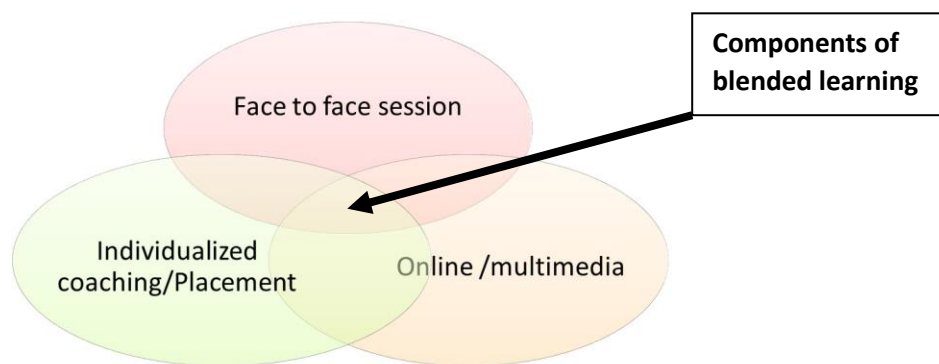 Components of
blended learning
Face to face session
Individualized
coaching/Placement
Online /multimedia